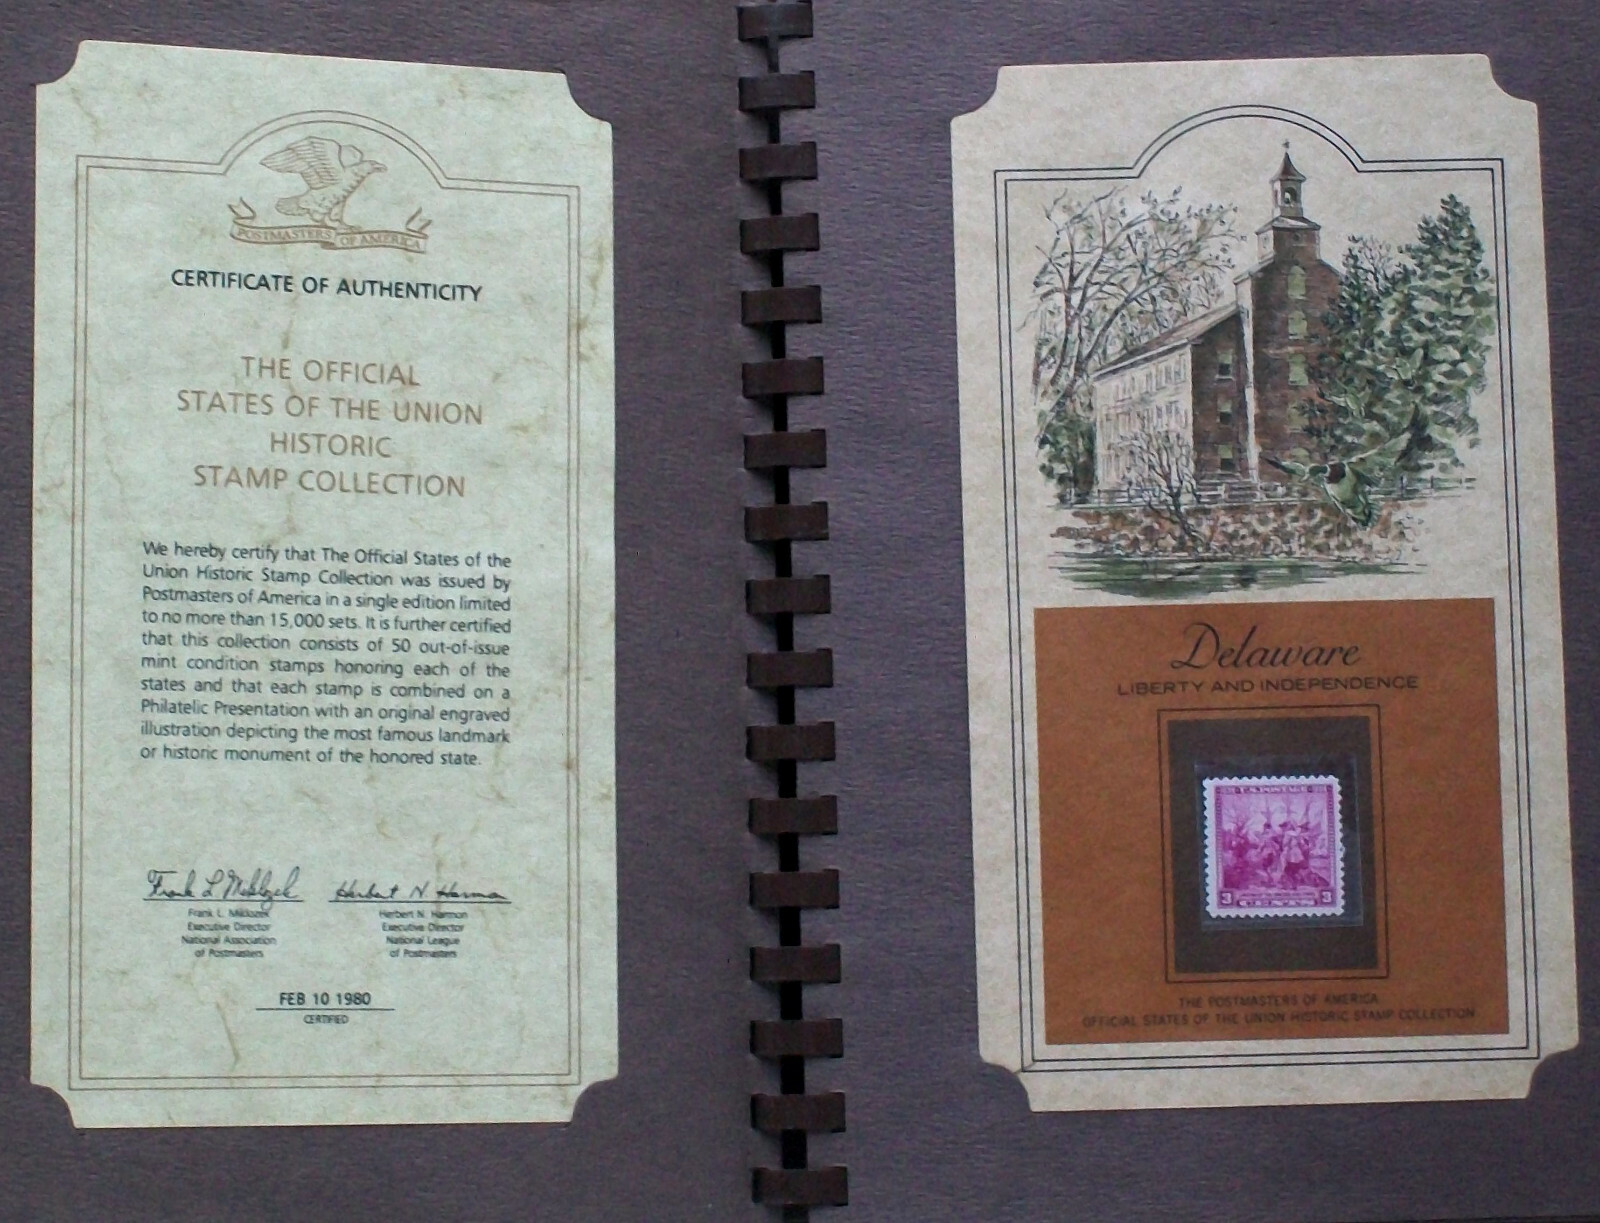 POSTMASTERS OF AMERICA
CERTIFICATE OF AUTHENTICITY
THE OFFICIAL
STATES OF THE UNION
HISTORIC
STAMP COLLECTION
We hereby certify that The Official States of the
Union Historic Stamp Collection was issued by
Postmasters of America in a single edition limited
to no more than 15,000 sets. It is further certified
that this collection consists of 50 out-of-issue
mint condition stamps honoring each of the
states and that each stamp is combined on a
Philatelic Presentation with an original engraved
illustration depicting the most famous landmark
or historic monument of the honored state.
Frank L. Miklozek
Frank L. Miklozek
Executive Director
National Association
of Postmasters
Herbert N. Harmon
Herbert N. Harmon
Executive Director
National League
of Postmasters
FEB 10 1980
CERTIFIED
Delaware
LIBERTY AND INDEPENDENCE
U.S. POSTAGE
3 CENTS 3
THE POSTMASTERS OF AMERICA
OFFICIAL STATES OF THE UNION HISTORIC STAMP COLLECTION